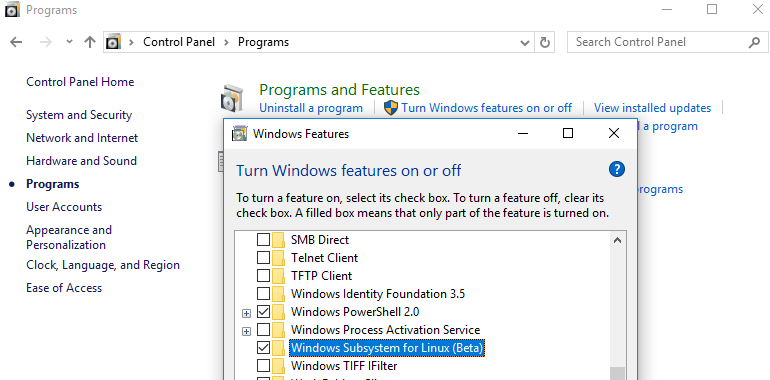 Programs
Control Panel > Programs
Search Control Panel
Control Panel Home
System and Security
Network and Internet
Hardware and Sound
Programs
User Accounts
Appearance and
Personalization
Clock, Language, and Region
Ease of Access
Programs and Features
Uninstall a program
Turn Windows features on or off
View installed updates
a program
programs
Windows Features
Turn Windows features on or off
?
To turn a feature on, select its check box. To turn a feature off, clear its
check box. A filled box means that only part of the feature is turned on.
SMB Direct
Telnet Client
TFTP Client
Windows Identity Foundation 3.5
Windows PowerShell 2.0
Windows Process Activation Service
Windows Subsystem for Linux (Beta)
Windows TIFF IFilter